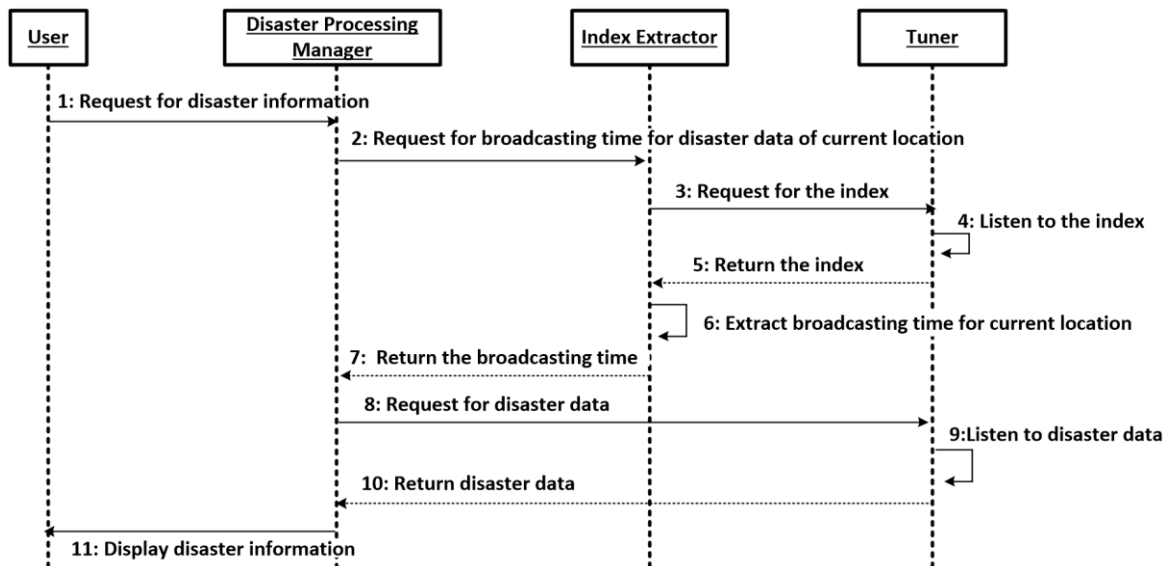 User
Disaster Processing
Manager
Index Extractor
Tuner
1: Request for disaster information
2: Request for broadcasting time for disaster data of current location
3: Request for the index
4: Listen to the index
5: Return the index
6: Extract broadcasting time for current location
7:  Return the broadcasting time
8: Request for disaster data
9:Listen to disaster data
10: Return disaster data
11: Display disaster information